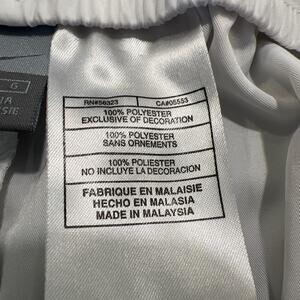 G
RN#56323 CA#05553
100% POLYESTER
EXCLUSIVE OF DECORATION
100% POLYESTER
SANS ORNEMENTS
100% POLIESTER
NO INCLUYE LA DECORACION
FABRIQUE EN MALAISIE
HECHO EN MALASIA
MADE IN MALAYSIA